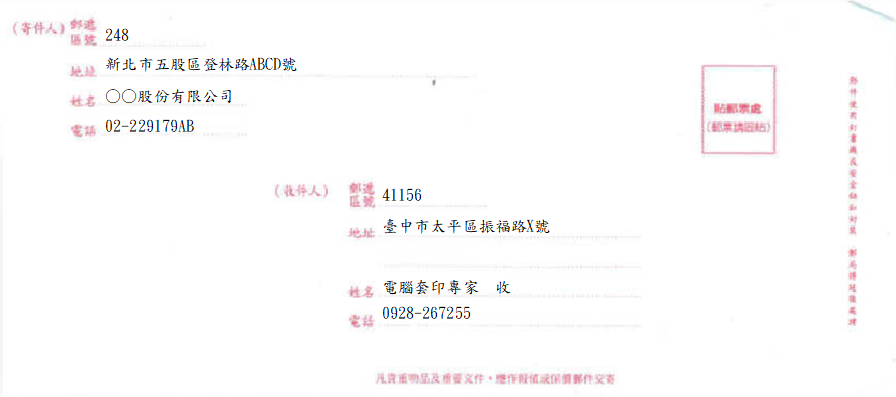 (寄件人) 郵遞區號 248
地址 新北市五股區登林路ABCD號
姓名 〇〇股份有限公司
電話 02-229179AB
貼郵票處
(郵票請固貼)
(收件人) 郵遞區號 41156
地址 臺中市太平區振福路X號
姓名 電腦套印專家 收
電話 0928-267255
凡貴重物品及重要文件,應作報值或保價郵件交寄